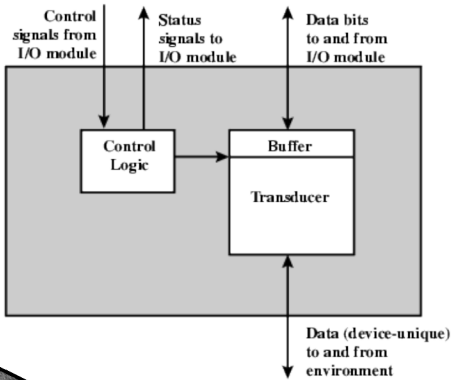 Control
signals from
I/O module
Status
signals to
I/O module
Data bits
to and from
I/O module
Control
Logic
Buffer
Transducer
Data (device-unique)
to and from
environment